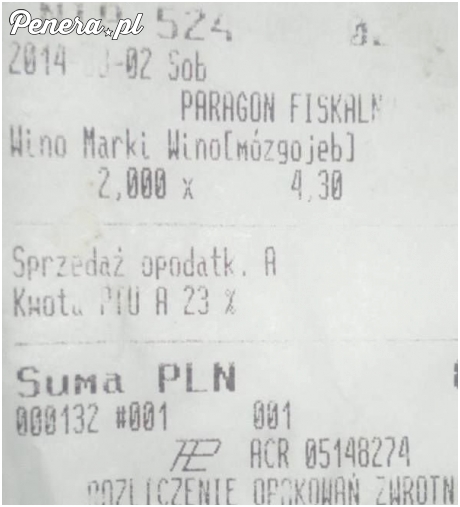 Penera.pl
524
2014 -02 Sob
PARAGON FISKALN
Wino Marki Wino[mózgojeb]
2,000 x 4,30
Sprzedaż opodatk. A
Kwota PTU A 23 %
Suma PLN
000132 #001 001
ACR 05148274
ROZLICZENIE OPAKOWAŃ ZWROTN